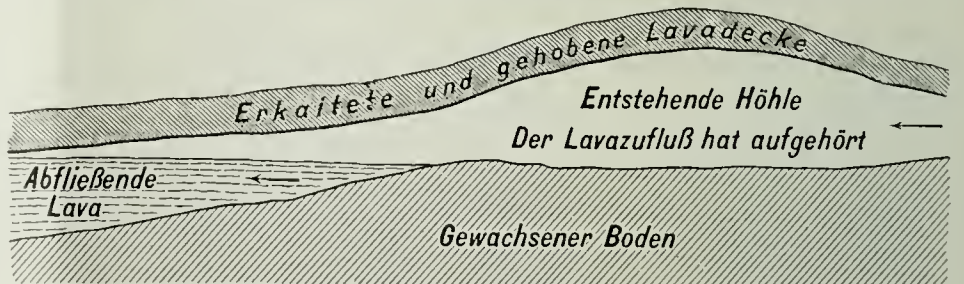 Erkaltete und gehobene Lavadecke
Entstehende Höhle
Der Lavazufluß hat aufgehört
Abfließende
Lava
Gewachsener Boden